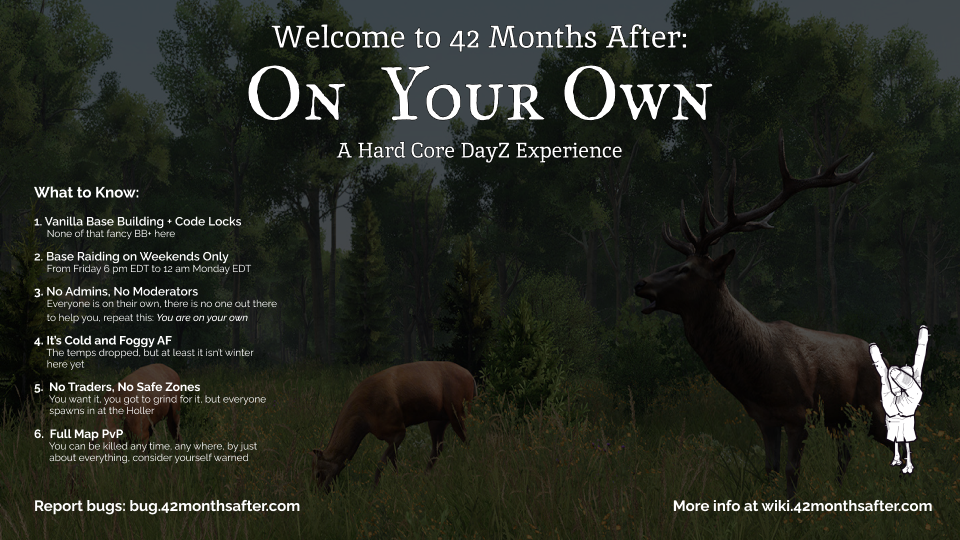 Welcome to 42 Months After:
On Your Own
A Hard Core DayZ Experience
What to Know:
1. Vanilla Base Building + Code Locks
None of that fancy BB+ here
2. Base Raiding on Weekends Only
From Friday 6 pm EDT to 12 am Monday EDT
3. No Admins, No Moderators
Everyone is on their own, there is no one out there
to help you, repeat this: You are on your own
4. It's Cold and Foggy AF
The temps dropped, but at least it isn't winter
here yet
5. No Traders, No Safe Zones
You want it, you got to grind for it, but everyone
spawns in at the Holler
6. Full Map PvP
You can be killed any time, any where, by just
about everything, consider yourself warned
Report bugs: bug.42monthsafter.com
More info at wiki.42monthsafter.com